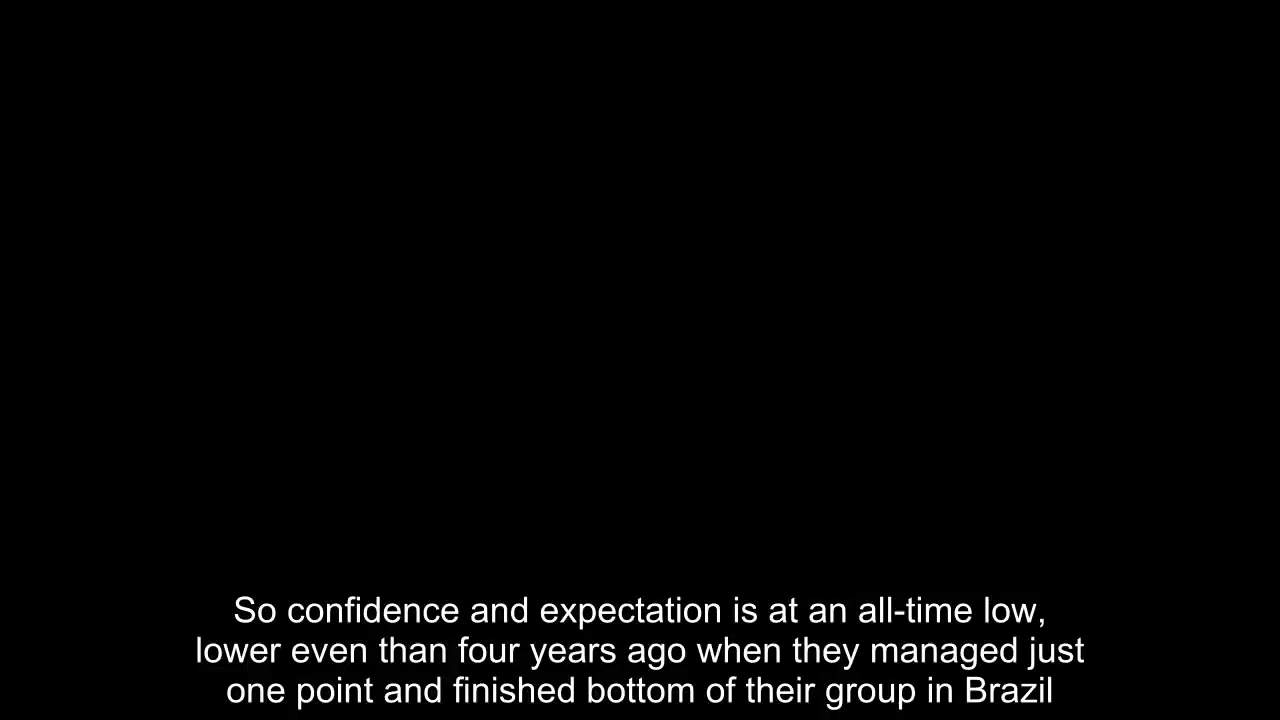 So confidence and expectation is at an all-time low,
lower even than four years ago when they managed just
one point and finished bottom of their group in Brazil